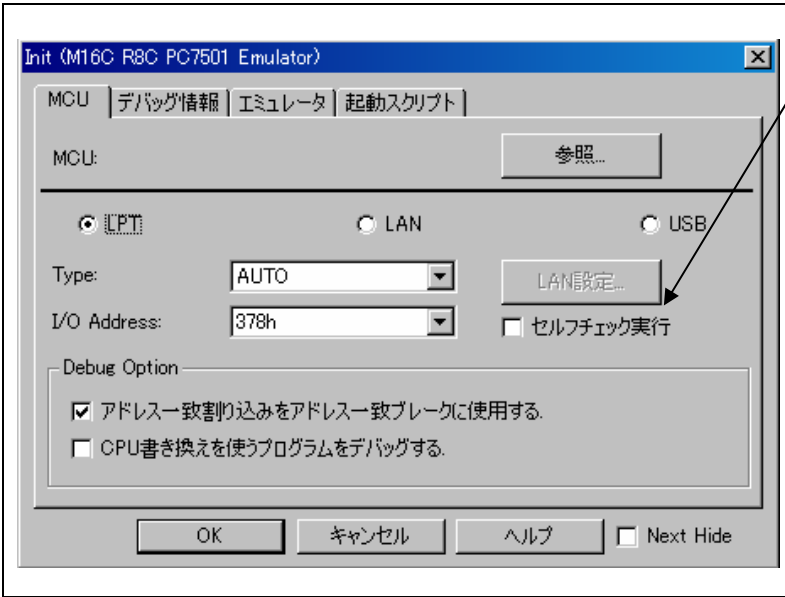 Init (M16C R8C PC7501 Emulator)
MCU デバッグ情報 エミュレータ 起動スクリプト
MCU: 参照...
LPT LAN USB
Type: AUTO LAN設定...
I/O Address: 378h セルフチェック実行
Debug Option
アドレス一致割り込みをアドレス一致ブレークに使用する.
CPU書き換えを使うプログラムをデバッグする.
OK キャンセル ヘルプ Next Hide